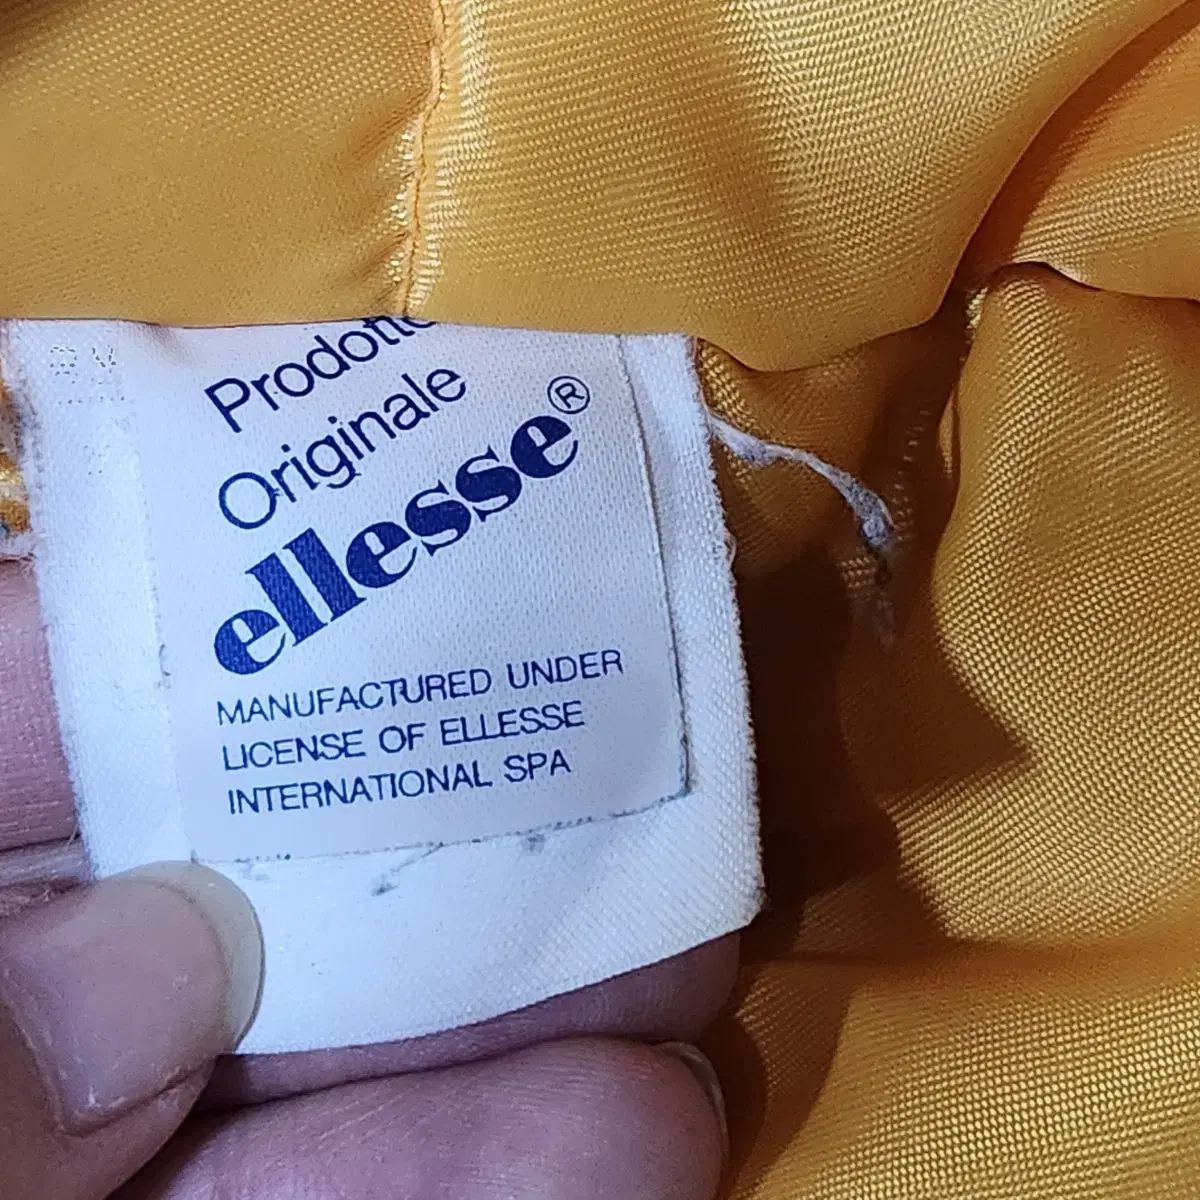 Prodotto
Originale
ellesse®
MANUFACTURED UNDER
LICENSE OF ELLESSE
INTERNATIONAL SPA